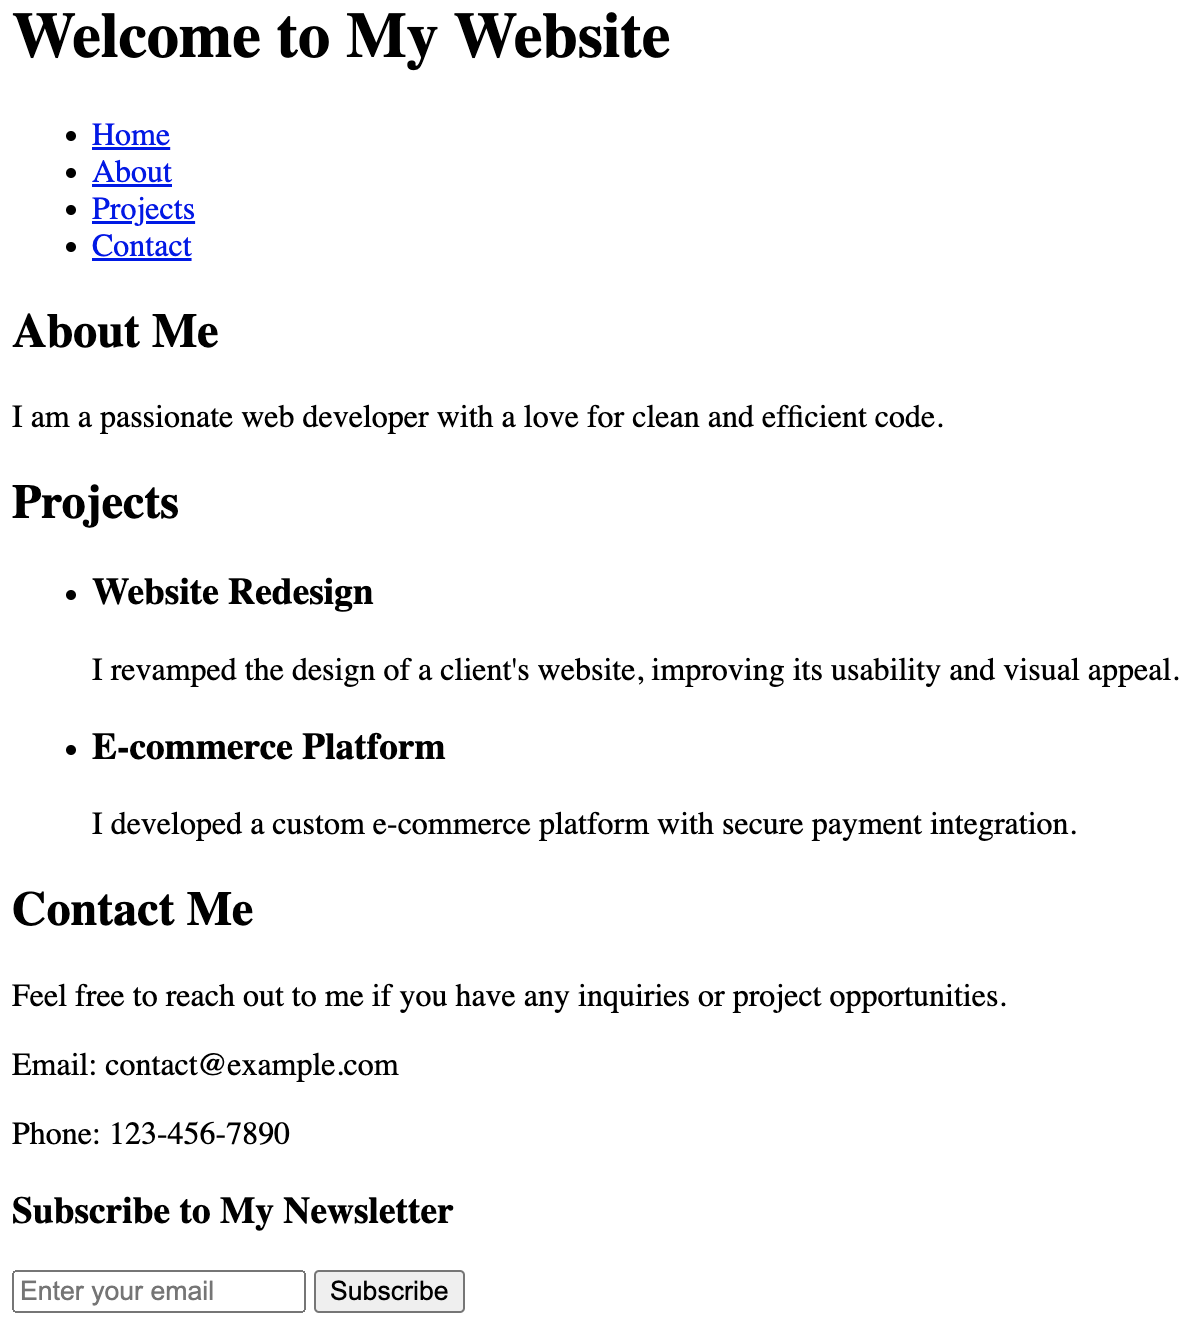 Welcome to My Website
Home
About
Projects
Contact
About Me
I am a passionate web developer with a love for clean and efficient code.
Projects
Website Redesign
I revamped the design of a client's website, improving its usability and visual appeal.
E-commerce Platform
I developed a custom e-commerce platform with secure payment integration.
Contact Me
Feel free to reach out to me if you have any inquiries or project opportunities.
Email: contact@example.com
Phone: 123-456-7890
Subscribe to My Newsletter
Enter your email Subscribe